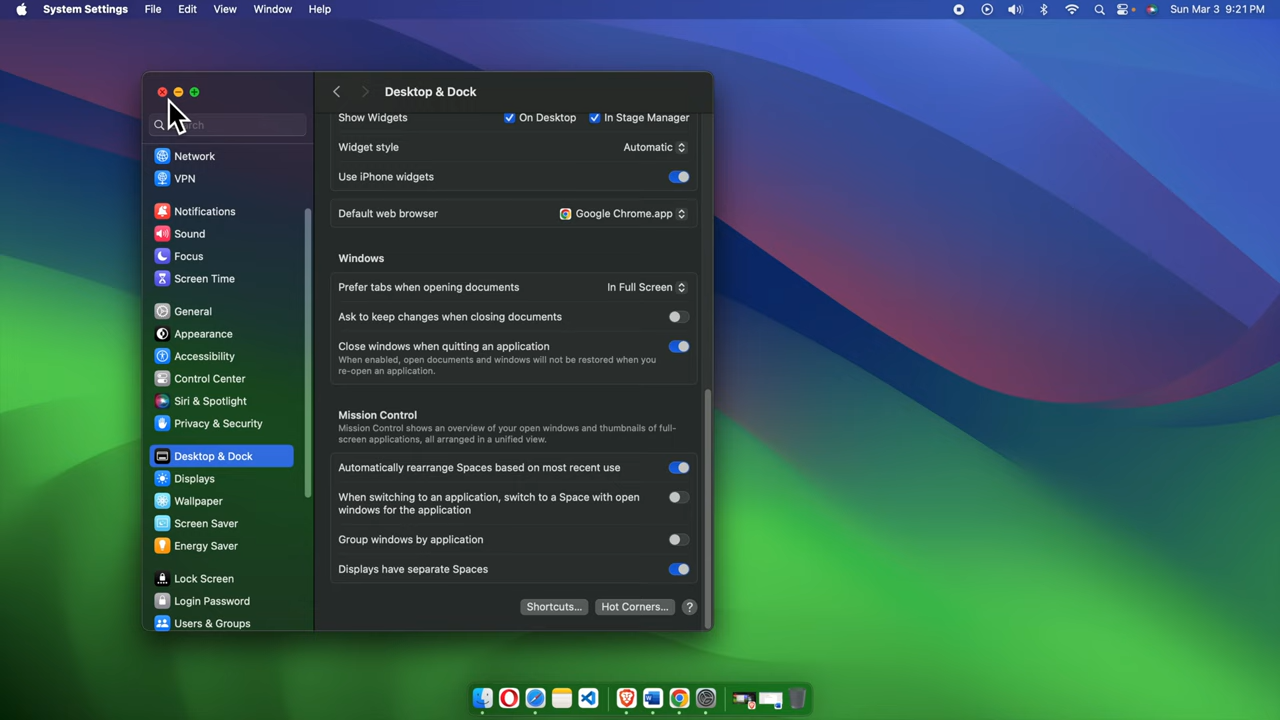 System Settings File Edit View Window Help Sun Mar 3 9:21 PM
Desktop & Dock
Network
VPN
Notifications
Sound
Focus
Screen Time
General
Appearance
Accessibility
Control Center
Siri & Spotlight
Privacy & Security
Desktop & Dock
Displays
Wallpaper
Screen Saver
Energy Saver
Lock Screen
Login Password
Users & Groups
Show Widgets On Desktop In Stage Manager
Widget style Automatic
Use iPhone widgets
Default web browser Google Chrome.app
Windows
Prefer tabs when opening documents In Full Screen
Ask to keep changes when closing documents
Close windows when quitting an application
When enabled, open documents and windows will not be restored when you
re-open an application.
Mission Control
Mission Control shows an overview of your open windows and thumbnails of full-
screen applications, all arranged in a unified view.
Automatically rearrange Spaces based on most recent use
When switching to an application, switch to a Space with open
windows for the application
Group windows by application
Displays have separate Spaces
Shortcuts... Hot Corners... ?